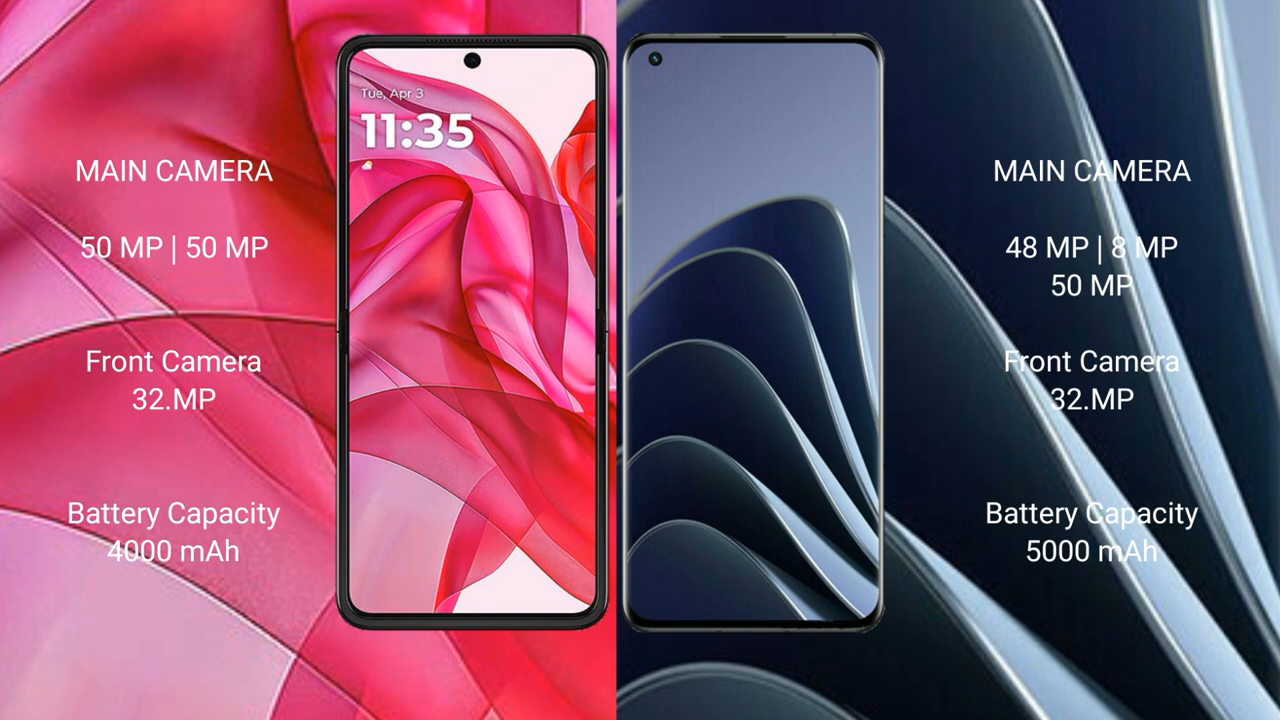 MAIN CAMERA
50 MP | 50 MP
Front Camera
32.MP
Battery Capacity
4000 mAh
Tue, Apr 3
11:35
MAIN CAMERA
48 MP | 8 MP
50 MP
Front Camera
32.MP
Battery Capacity
5000 mAh